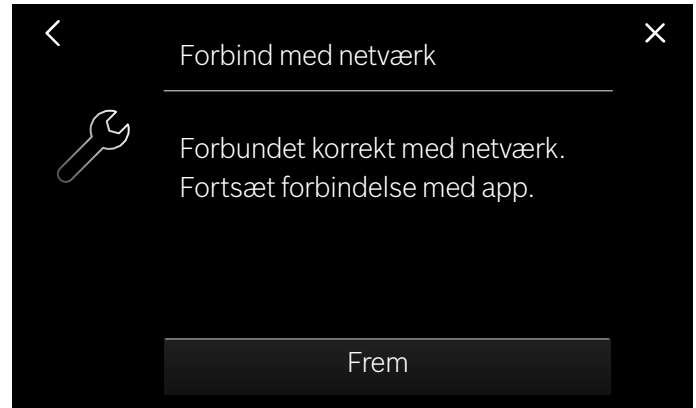 Forbind med netværk
Forbundet korrekt med netværk.
Fortsæt forbindelse med app.
Frem